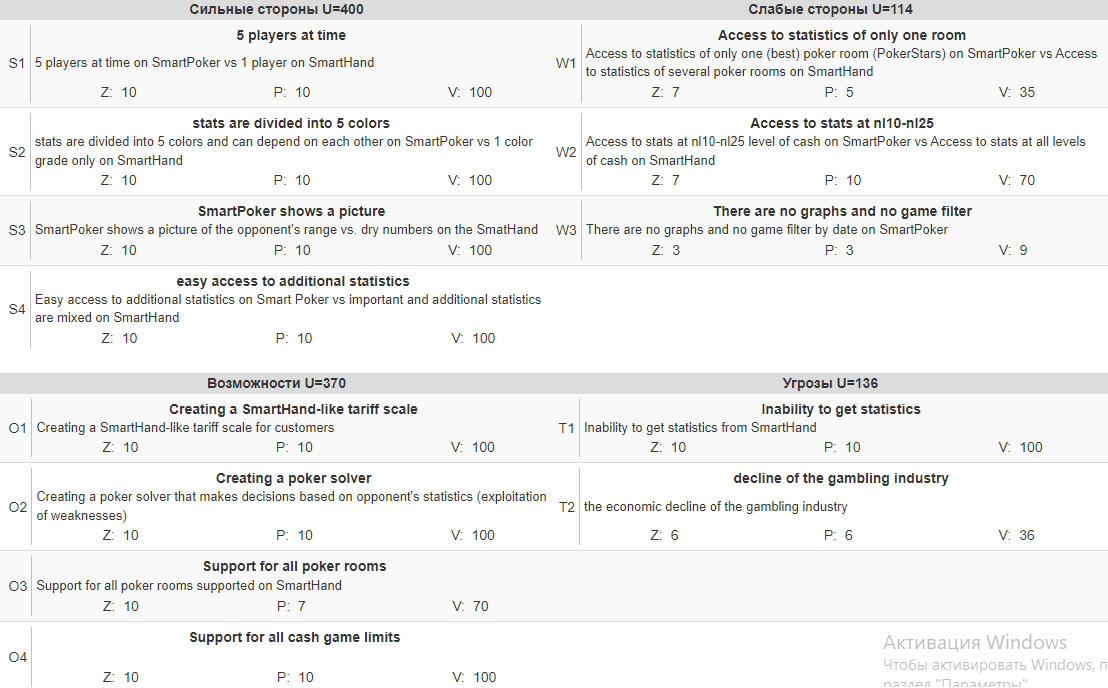 Сильные стороны U=400
5 players at time
S1
5 players at time on SmartPoker vs 1 player on SmartHand
Z: 10 P: 10 V: 100
stats are divided into 5 colors
S2
stats are divided into 5 colors and can depend on each other on SmartPoker vs 1 color
grade only on SmartHand
Z: 10 P: 10 V: 100
SmartPoker shows a picture
S3
SmartPoker shows a picture of the opponent's range vs. dry numbers on the SmatHand
Z: 10 P: 10 V: 100
easy access to additional statistics
S4
Easy access to additional statistics on Smart Poker vs important and additional statistics
are mixed on SmartHand
Z: 10 P: 10 V: 100
Слабые стороны U=114
Access to statistics of only one room
W1
Access to statistics of only one (best) poker room (PokerStars) on SmartPoker vs Access
to statistics of several poker rooms on SmartHand
Z: 7 P: 5 V: 35
Access to stats at nl10-nl25
W2
Access to stats at nl10-nl25 level of cash on SmartPoker vs Access to stats at all levels
of cash on SmartHand
Z: 7 P: 10 V: 70
There are no graphs and no game filter
W3
There are no graphs and no game filter by date on SmartPoker
Z: 3 P: 3 V: 9
Возможности U=370
Creating a SmartHand-like tariff scale
O1
Creating a SmartHand-like tariff scale for customers
Z: 10 P: 10 V: 100
Creating a poker solver
O2
Creating a poker solver that makes decisions based on opponent's statistics (exploitation
of weaknesses)
Z: 10 P: 10 V: 100
Support for all poker rooms
O3
Support for all poker rooms supported on SmartHand
Z: 10 P: 7 V: 70
Support for all cash game limits
O4
Z: 10 P: 10 V: 100
Угрозы U=136
Inability to get statistics
T1
Inability to get statistics from SmartHand
Z: 10 P: 10 V: 100
decline of the gambling industry
T2
the economic decline of the gambling industry
Z: 6 P: 6 V: 36
Активация Windows
Чтобы активировать Windows, п
раздел "Параметры"